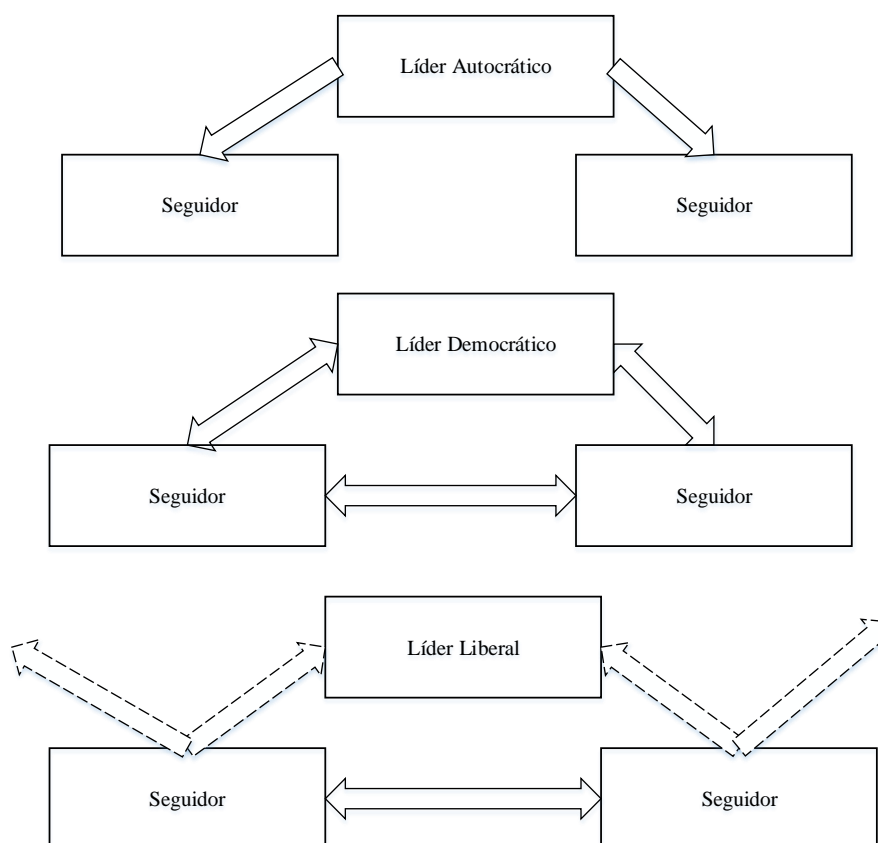 Líder Autocrático
Seguidor
Seguidor
Líder Democrático
Seguidor
Seguidor
Líder Liberal
Seguidor
Seguidor